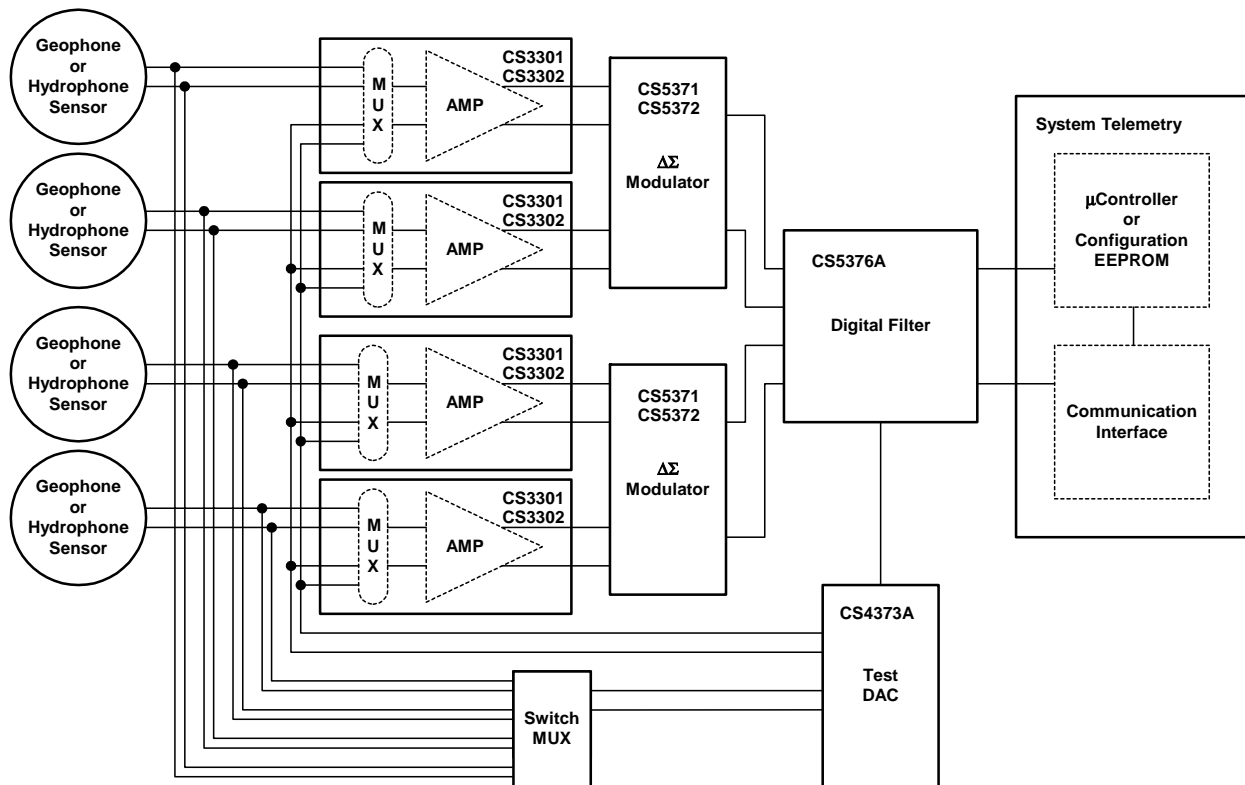 Geophone
or
Hydrophone
Sensor
CS3301
CS3302
M
U
X
AMP
Geophone
or
Hydrophone
Sensor
CS3301
CS3302
M
U
X
AMP
CS5371
CS5372
ΔΣ
Modulator
Geophone
or
Hydrophone
Sensor
CS3301
CS3302
M
U
X
AMP
Geophone
or
Hydrophone
Sensor
CS3301
CS3302
M
U
X
AMP
CS5371
CS5372
ΔΣ
Modulator
CS5376A
Digital Filter
System Telemetry
µController
or
Configuration
EEPROM
Communication
Interface
CS4373A
Test
DAC
Switch
MUX